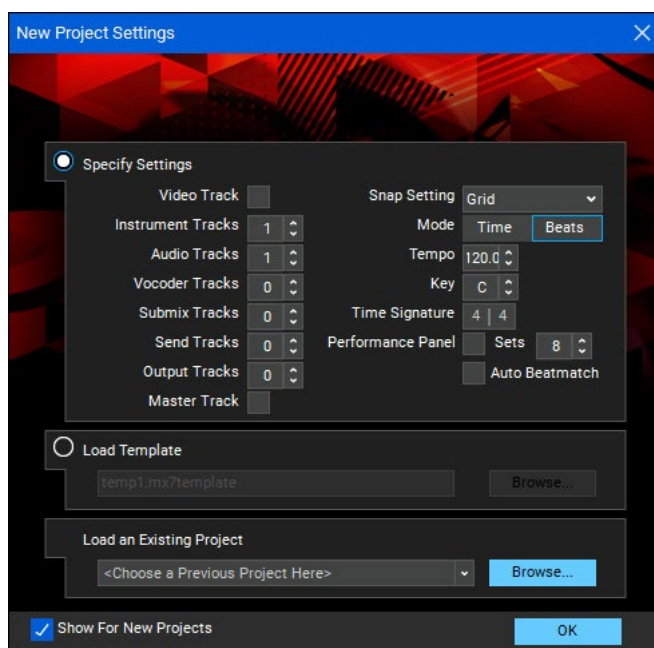 New Project Settings
Specify Settings
Video Track
Snap Setting Grid
Instrument Tracks 1
Mode Time Beats
Audio Tracks 1
Tempo 120.0
Vocoder Tracks 0
Key C
Submix Tracks 0
Time Signature 4 | 4
Send Tracks 0
Performance Panel Sets 8
Output Tracks 0
Auto Beatmatch
Master Track
Load Template
temp1.mx7template Browse...
Load an Existing Project
<Choose a Previous Project Here> Browse...
Show For New Projects OK